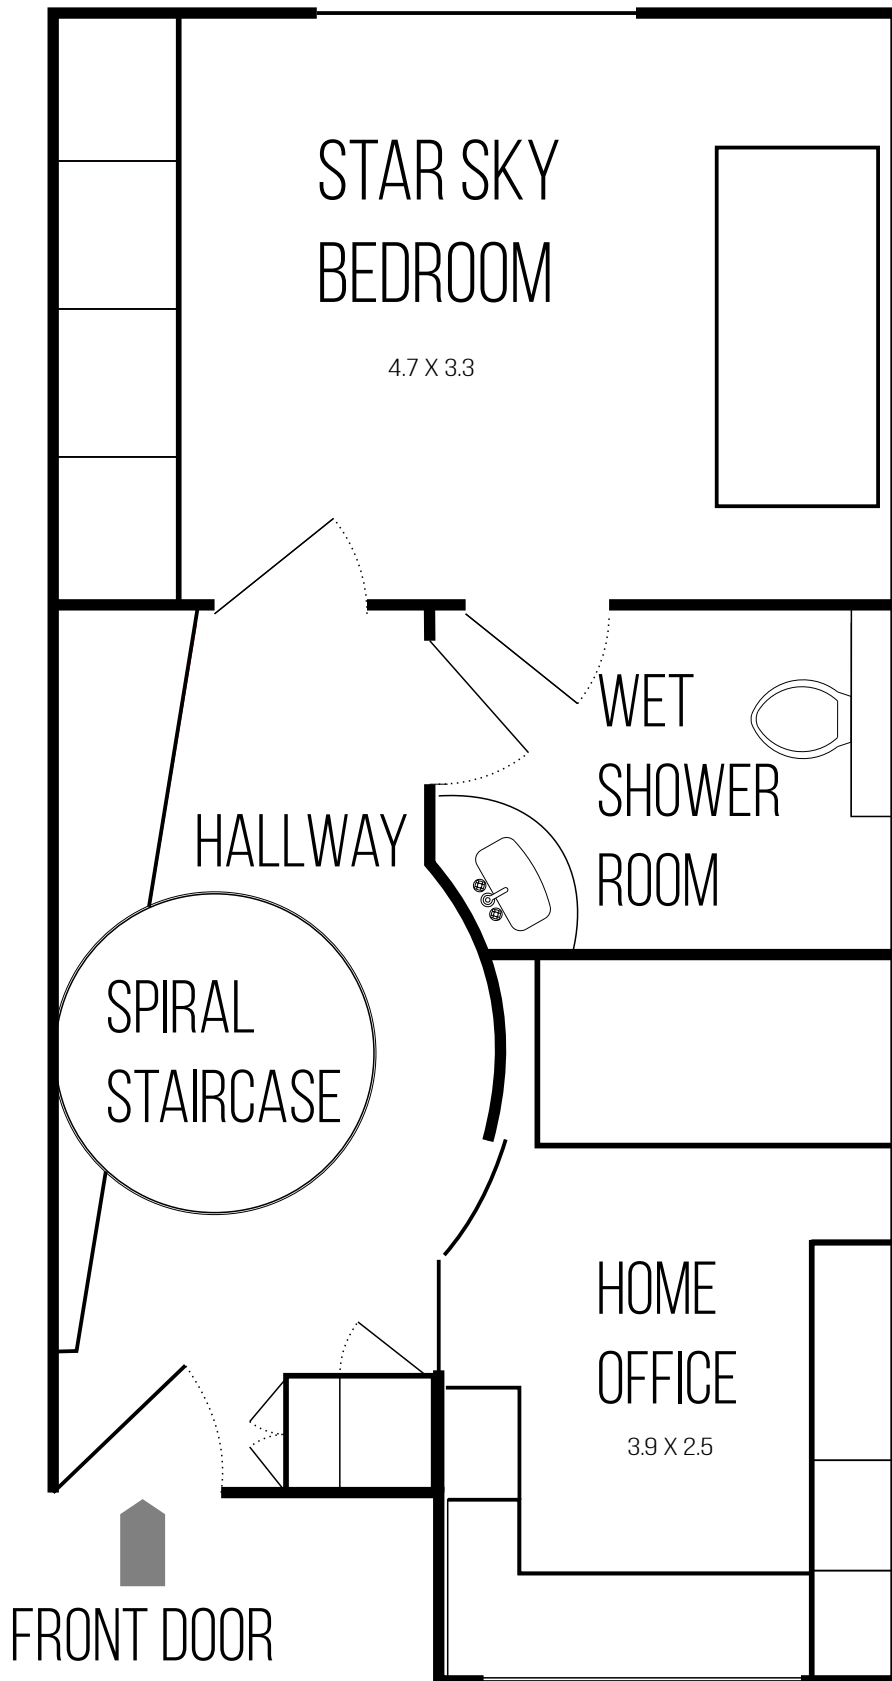 STAR SKY
BEDROOM
4.7 X 3.3
WET
SHOWER
ROOM
HALLWAY
SPIRAL
STAIRCASE
HOME
OFFICE
3.9 X 2.5
FRONT DOOR